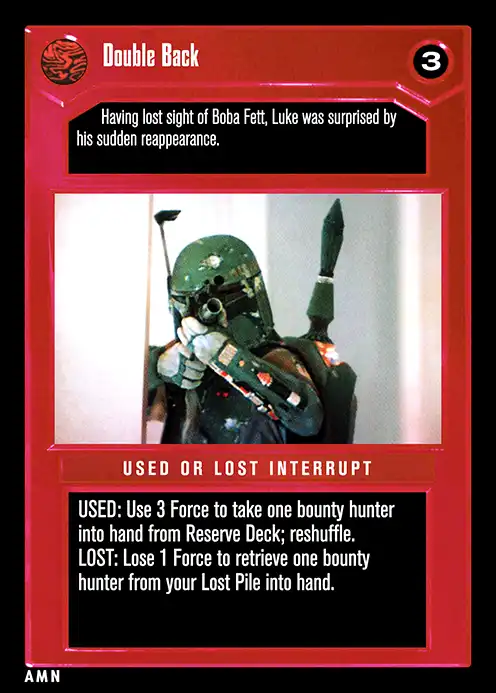 Double Back
3
Having lost sight of Boba Fett, Luke was surprised by
his sudden reappearance.
USED OR LOST INTERRUPT
USED: Use 3 Force to take one bounty hunter
into hand from Reserve Deck; reshuffle.
LOST: Lose 1 Force to retrieve one bounty
hunter from your Lost Pile into hand.
AMN